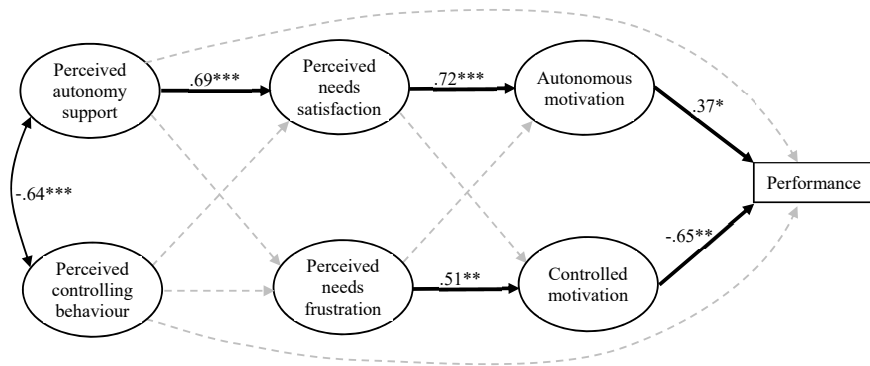 Perceived
autonomy
support
.69***
Perceived
needs
satisfaction
.72***
Autonomous
motivation
.37*
-.64***
Performance
Perceived
controlling
behaviour
Perceived
needs
frustration
.51**
Controlled
motivation
-.65**